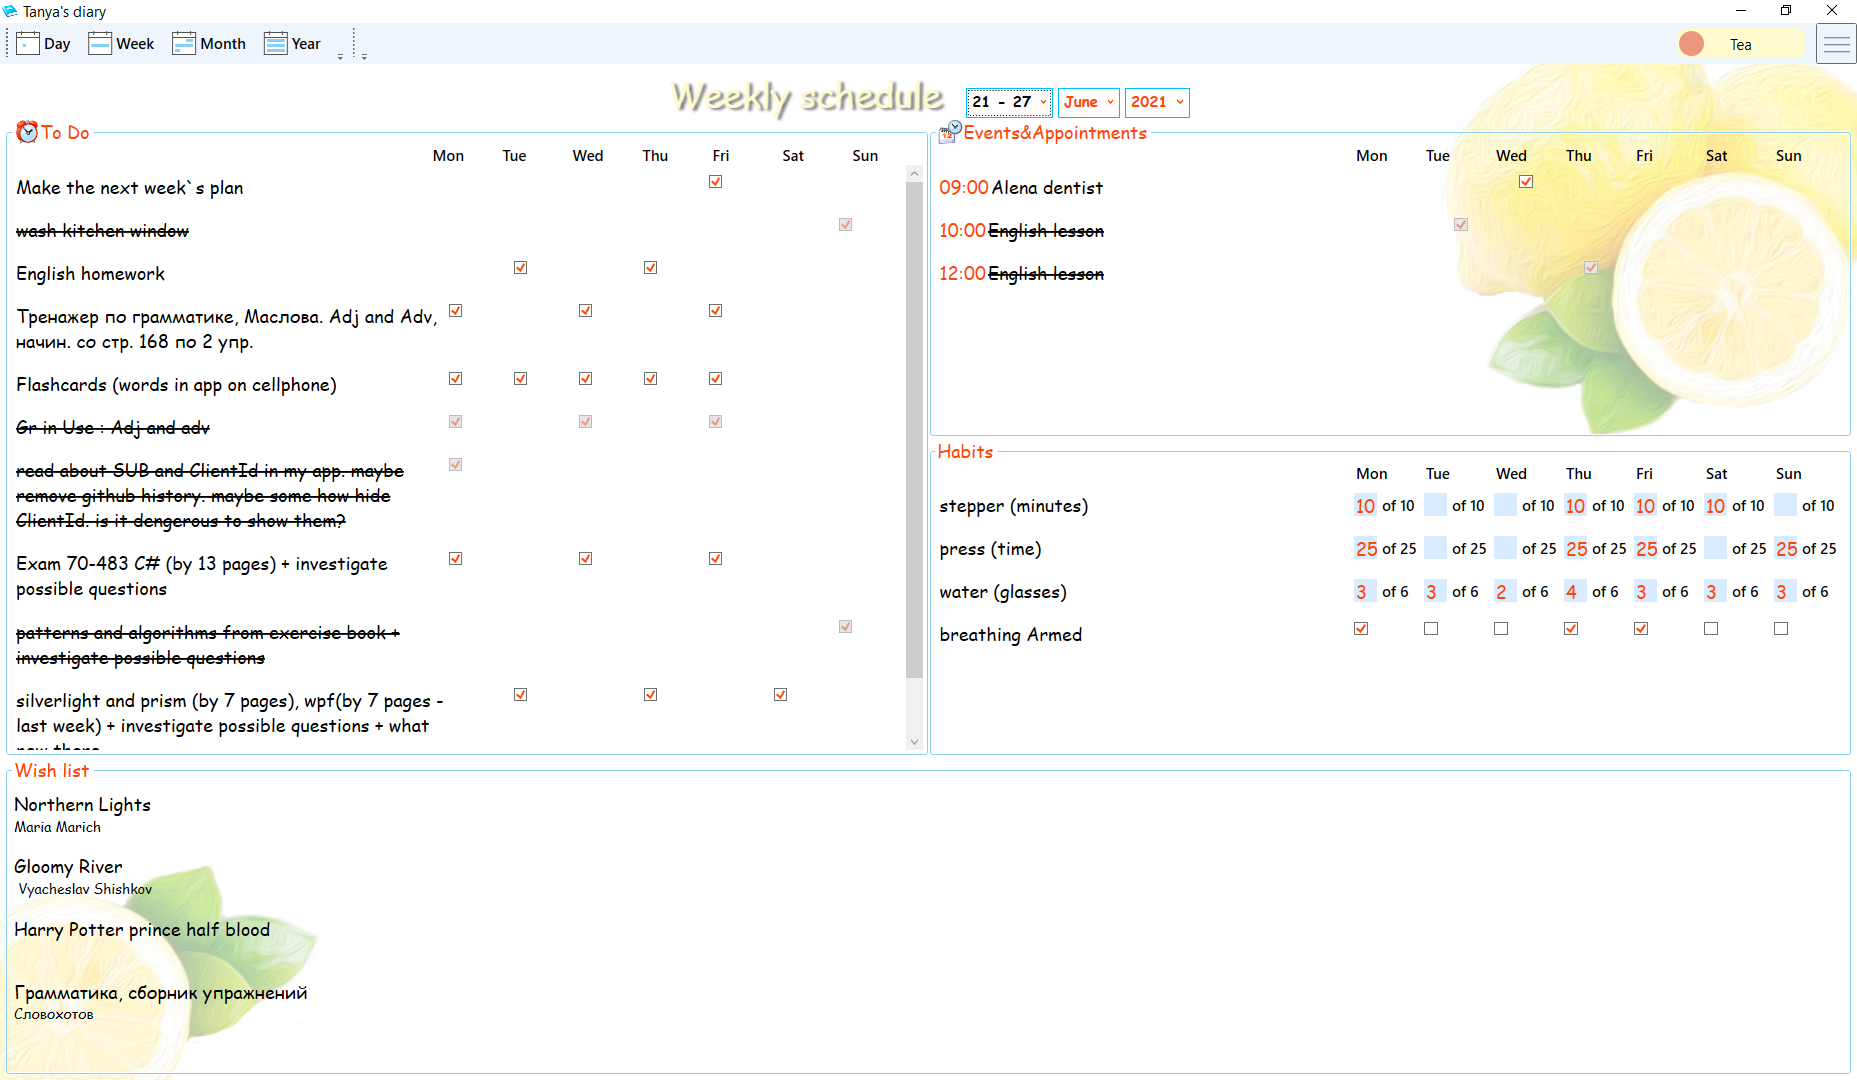 Tanya's diary
Day Week Month Year Tea
Weekly schedule 21 - 27 June 2021
To Do
Mon Tue Wed Thu Fri Sat Sun
Make the next week`s plan
wash kitchen window
English homework
Тренажер по грамматике, Маслова. Adj and Adv,
начин. со стр. 168 по 2 упр.
Flashcards (words in app on cellphone)
Gr in Use : Adj and adv
read about SUB and ClientId in my app. maybe
remove github history. maybe some how hide
ClientId. is it dengerous to show them?
Exam 70-483 C# (by 13 pages) + investigate
possible questions
patterns and algorithms from exercise book +
investigate possible questions
silverlight and prism (by 7 pages), wpf(by 7 pages -
last week) + investigate possible questions + what
Events&Appointments
12
Mon Tue Wed Thu Fri Sat Sun
09:00 Alena dentist
10:00 English lesson
12:00 English lesson
Habits
Mon Tue Wed Thu Fri Sat Sun
stepper (minutes) 10 of 10 of 10 of 10 10 of 10 10 of 10 10 of 10 of 10
press (time) 25 of 25 of 25 of 25 25 of 25 25 of 25 of 25 25 of 25
water (glasses) 3 of 6 3 of 6 2 of 6 4 of 6 3 of 6 3 of 6 3 of 6
breathing Armed
Wish list
Northern Lights
Maria Marich
Gloomy River
Vyacheslav Shishkov
Harry Potter prince half blood
Грамматика, сборник упражнений
Словохотов